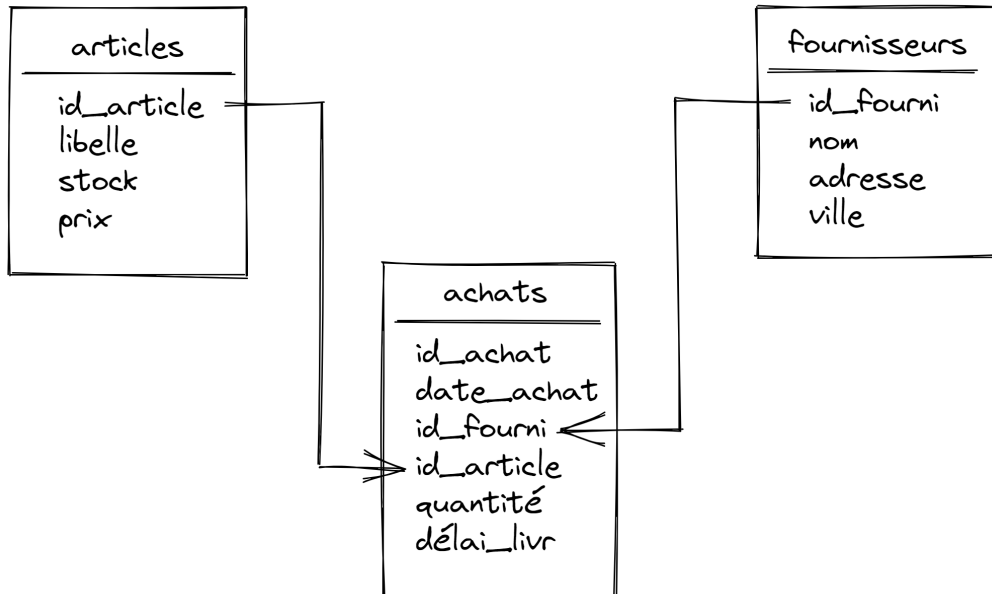 articles
id_article
libelle
stock
prix
fournisseurs
id_fourni
nom
adresse
ville
achats
id_achat
date_achat
id_fourni
id_article
quantité
délai_livr